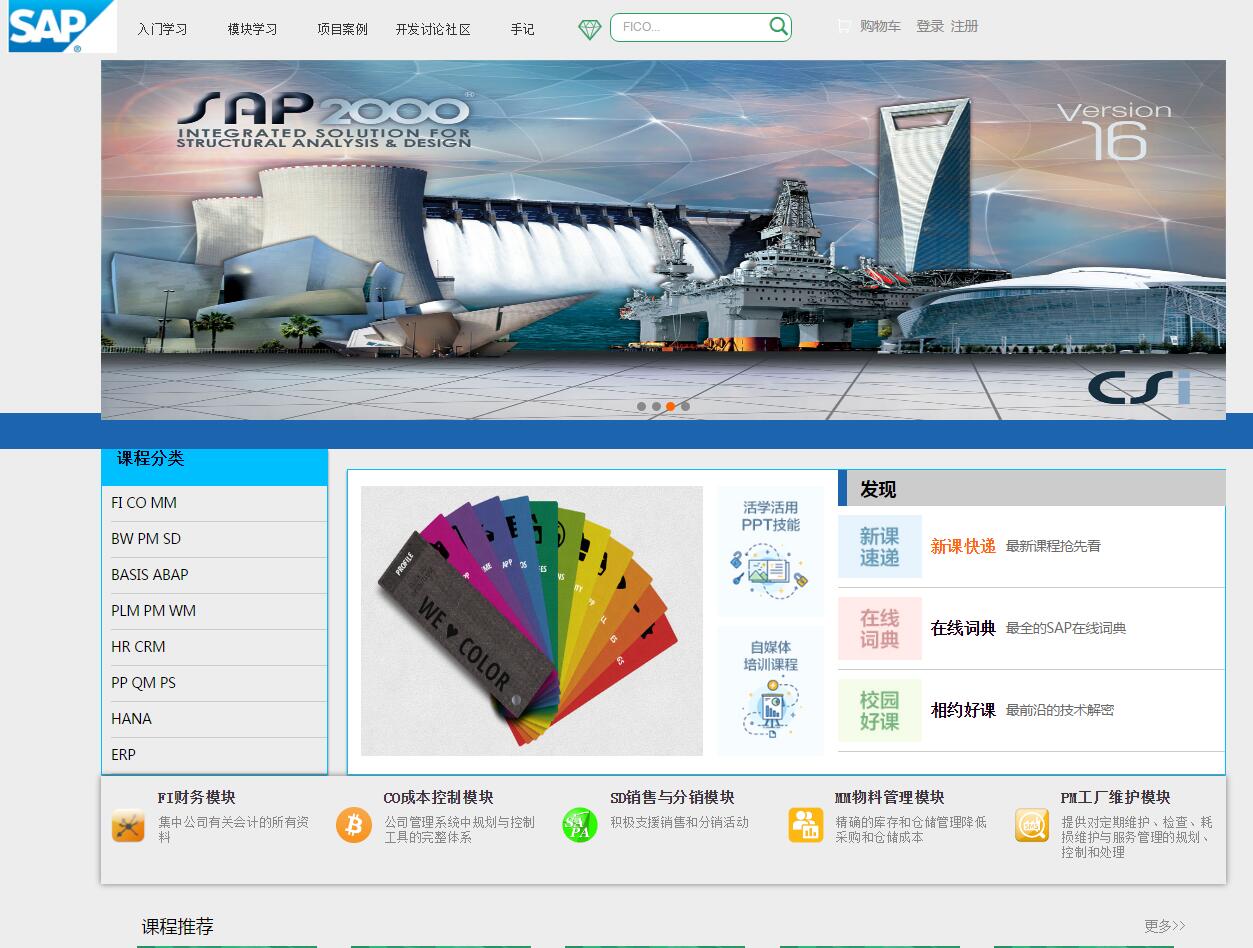 SAP
入门学习
模块学习
项目案例
开发讨论社区
手记
FICO...
购物车
登录 注册
SAP2000
INTEGRATED SOLUTION FOR
STRUCTURAL ANALYSIS & DESIGN
Version
16
CSi
课程分类
FI CO MM
BW PM SD
BASIS ABAP
PLM PM WM
HR CRM
PP QM PS
HANA
ERP
PROFILE
WE ♥ COLOR
活学活用
PPT技能
自媒体
培训课程
发现
新课
速递
新课快递 最新课程抢先看
在线
词典
在线词典 最全的SAP在线词典
校园
好课
相约好课 最前沿的技术解密
FI财务模块
集中公司有关会计的所有资
料
CO成本控制模块
公司管理系统中规划与控制
工具的完整体系
SD销售与分销模块
积极支援销售和分销活动
MM物料管理模块
精确的库存和仓储管理降低
采购和仓储成本
PM工厂维护模块
提供对定期维护、检查、耗
损维护与服务管理的规划、
控制和处理
课程推荐
更多>>